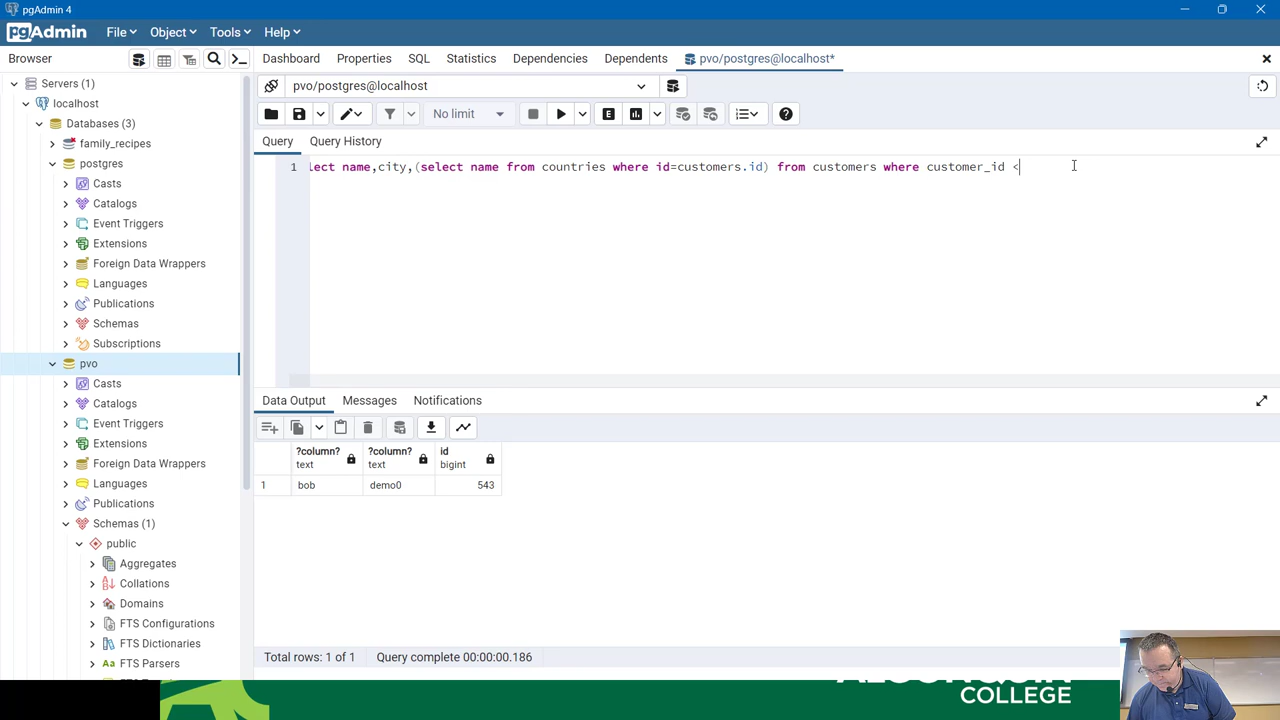 pgAdmin 4
pgAdmin File Object Tools Help
Browser Dashboard Properties SQL Statistics Dependencies Dependents pvo/postgres@localhost*
Servers (1)
localhost
Databases (3)
family_recipes
postgres
Casts
Catalogs
Event Triggers
Extensions
Foreign Data Wrappers
Languages
Publications
Schemas
Subscriptions
pvo
Casts
Catalogs
Event Triggers
Extensions
Foreign Data Wrappers
Languages
Publications
Schemas (1)
public
Aggregates
Collations
Domains
FTS Configurations
FTS Dictionaries
FTS Parsers
pvo/postgres@localhost
No limit
E
Query Query History
1 lect name,city,(select name from countries where id=customers.id) from customers where customer_id <
Data Output Messages Notifications
?column? ?column? id
text text bigint
1 bob demo0 543
Total rows: 1 of 1 Query complete 00:00:00.186
COLLEGE